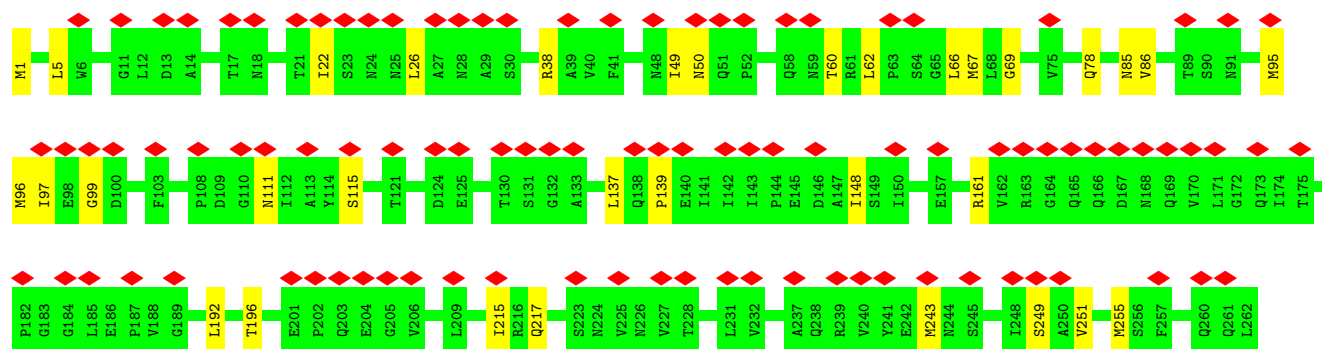 M1 L5 W6 G11 L12 D13 A14 T17 N18 T21 I22 S23 N24 N25 L26 A27 N28 A29 S30 R38 A39 V40 F41 N48 I49 N50 Q51 P52 Q58 N59 T60 R61 L62 P63 S64 G65 L66 M67 L68 G69 V75 Q78 N85 V86 T89 S90 N91 M95
M96 I97 E98 G99 D100 F103 P108 D109 G110 N111 I112 A113 Y114 S115 T121 D124 E125 T130 S131 G132 A133 L137 Q138 P139 E140 I141 I142 I143 P144 E145 D146 A147 I148 S149 I150 E157 R161 V162 R163 G164 Q165 Q166 D167 N168 Q169 V170 L171 G172 Q173 I174 T175
P182 G183 G184 L185 E186 P187 V188 G189 L192 T196 E201 P202 Q203 E204 G205 V206 L209 I215 R216 Q217 S223 N224 V225 N226 V227 T228 L231 V232 A237 Q238 R239 V240 Y241 E242 M243 N244 S245 I248 S249 A250 V251 M255 S256 F257 Q260 Q261 L262